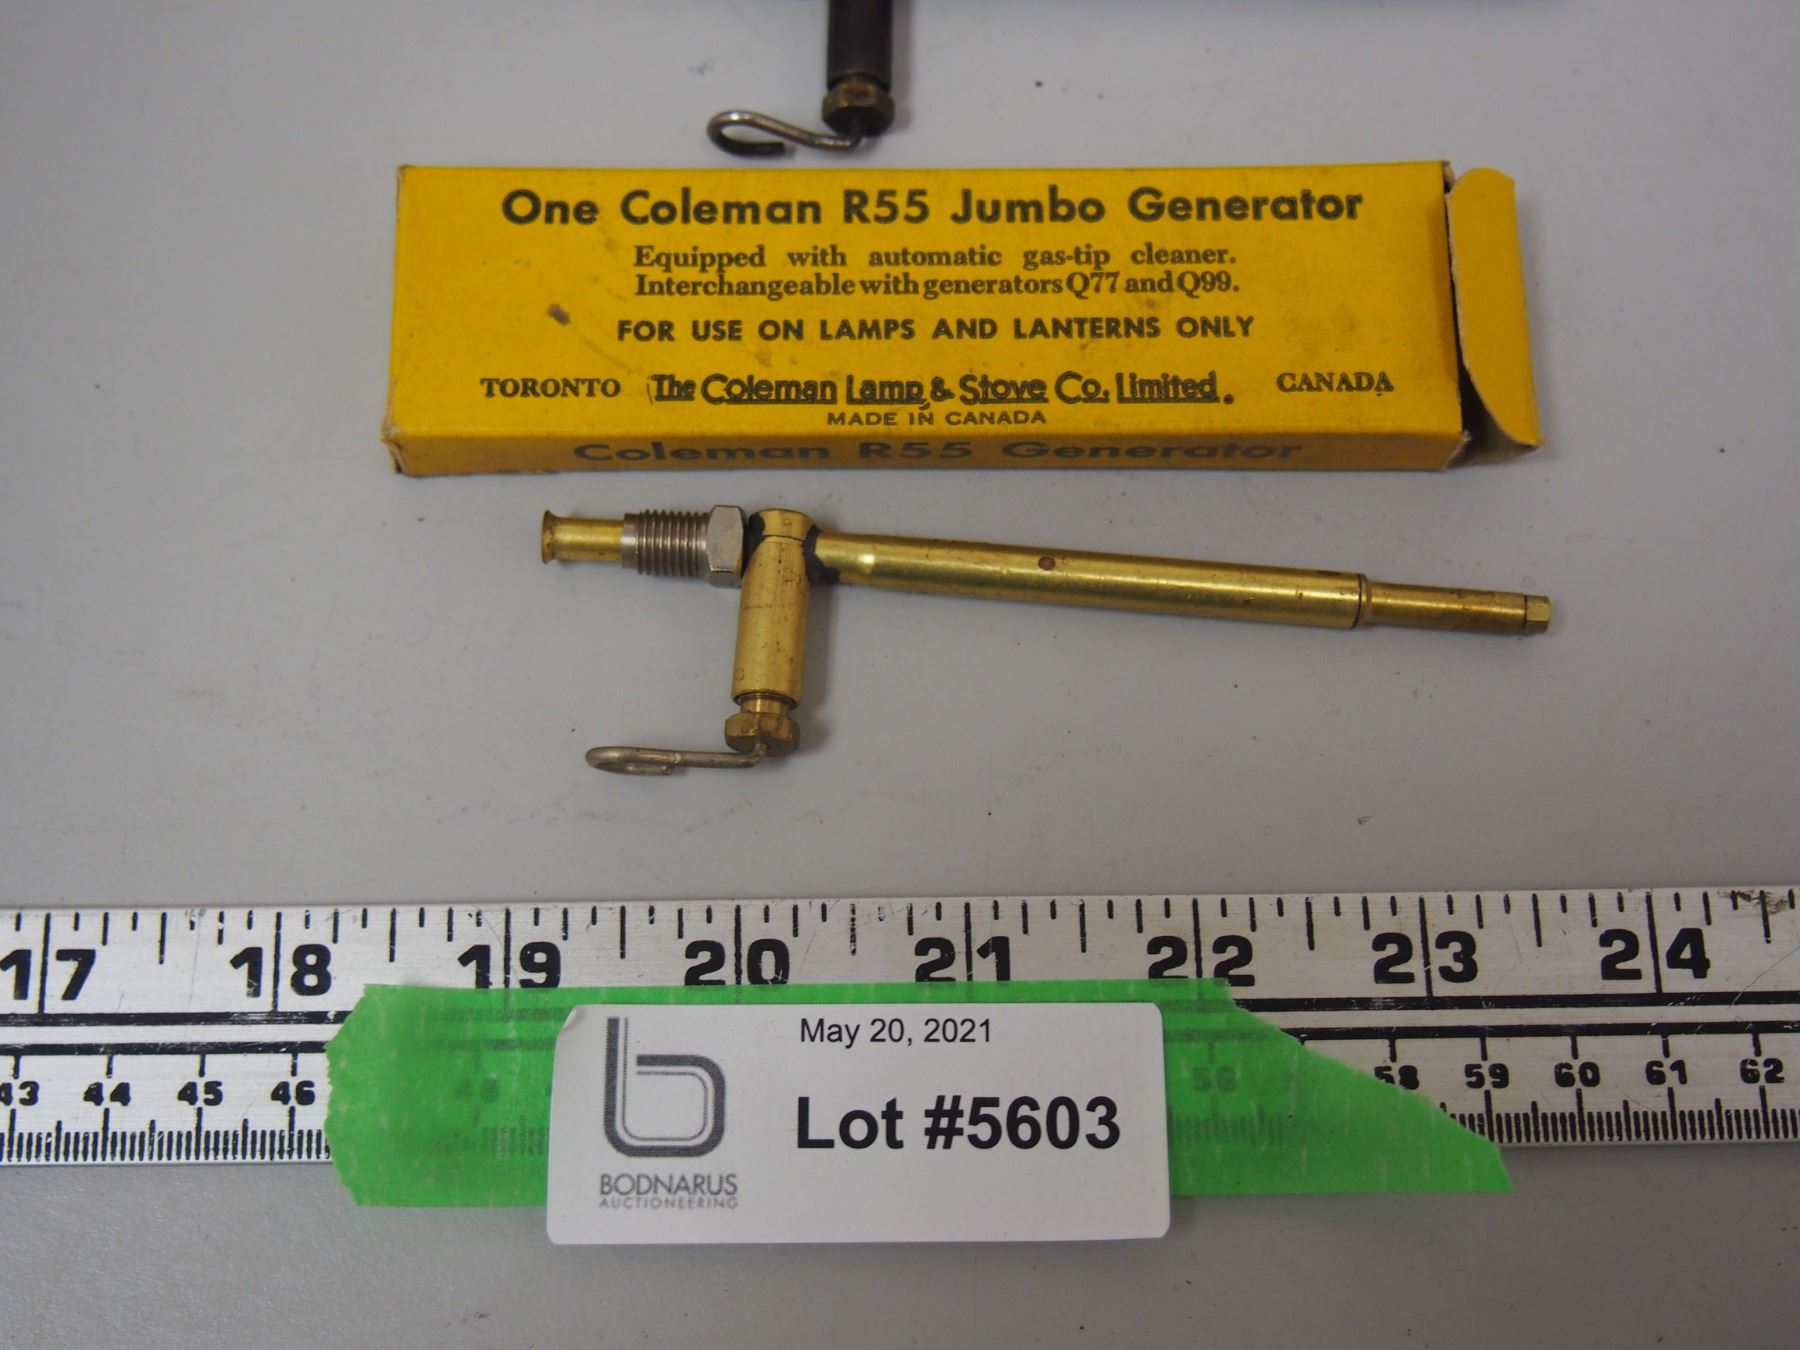 One Coleman R55 Jumbo Generator
Equipped with automatic gas-tip cleaner.
Interchangeable with generators Q77 and Q99.
FOR USE ON LAMPS AND LANTERNS ONLY
TORONTO The Coleman Lamp & Stove Co. Limited. CANADA
MADE IN CANADA
Coleman R55 Generator
17 18 19 20 21 22 23 24
43 44 45 46 48 56 58 59 60 61 62
May 20, 2021
Lot #5603
BODNARUS
AUCTIONEERING